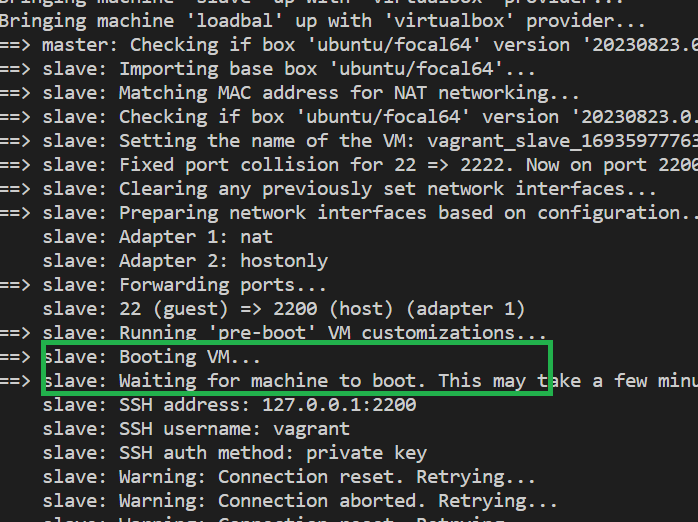 Bringing machine 'slave' up with 'virtualbox' provider...
Bringing machine 'loadbal' up with 'virtualbox' provider...
==> master: Checking if box 'ubuntu/focal64' version '20230823.0
==> slave: Importing base box 'ubuntu/focal64'...
==> slave: Matching MAC address for NAT networking...
==> slave: Checking if box 'ubuntu/focal64' version '20230823.0.
==> slave: Setting the name of the VM: vagrant_slave_16935977763
==> slave: Fixed port collision for 22 => 2222. Now on port 2200
==> slave: Clearing any previously set network interfaces...
==> slave: Preparing network interfaces based on configuration..
slave: Adapter 1: nat
slave: Adapter 2: hostonly
==> slave: Forwarding ports...
slave: 22 (guest) => 2200 (host) (adapter 1)
==> slave: Running 'pre-boot' VM customizations...
==> slave: Booting VM...
==> slave: Waiting for machine to boot. This may take a few minu
slave: SSH address: 127.0.0.1:2200
slave: SSH username: vagrant
slave: SSH auth method: private key
slave: Warning: Connection reset. Retrying...
slave: Warning: Connection aborted. Retrying...
slave: Warning: Connection reset. Retrying